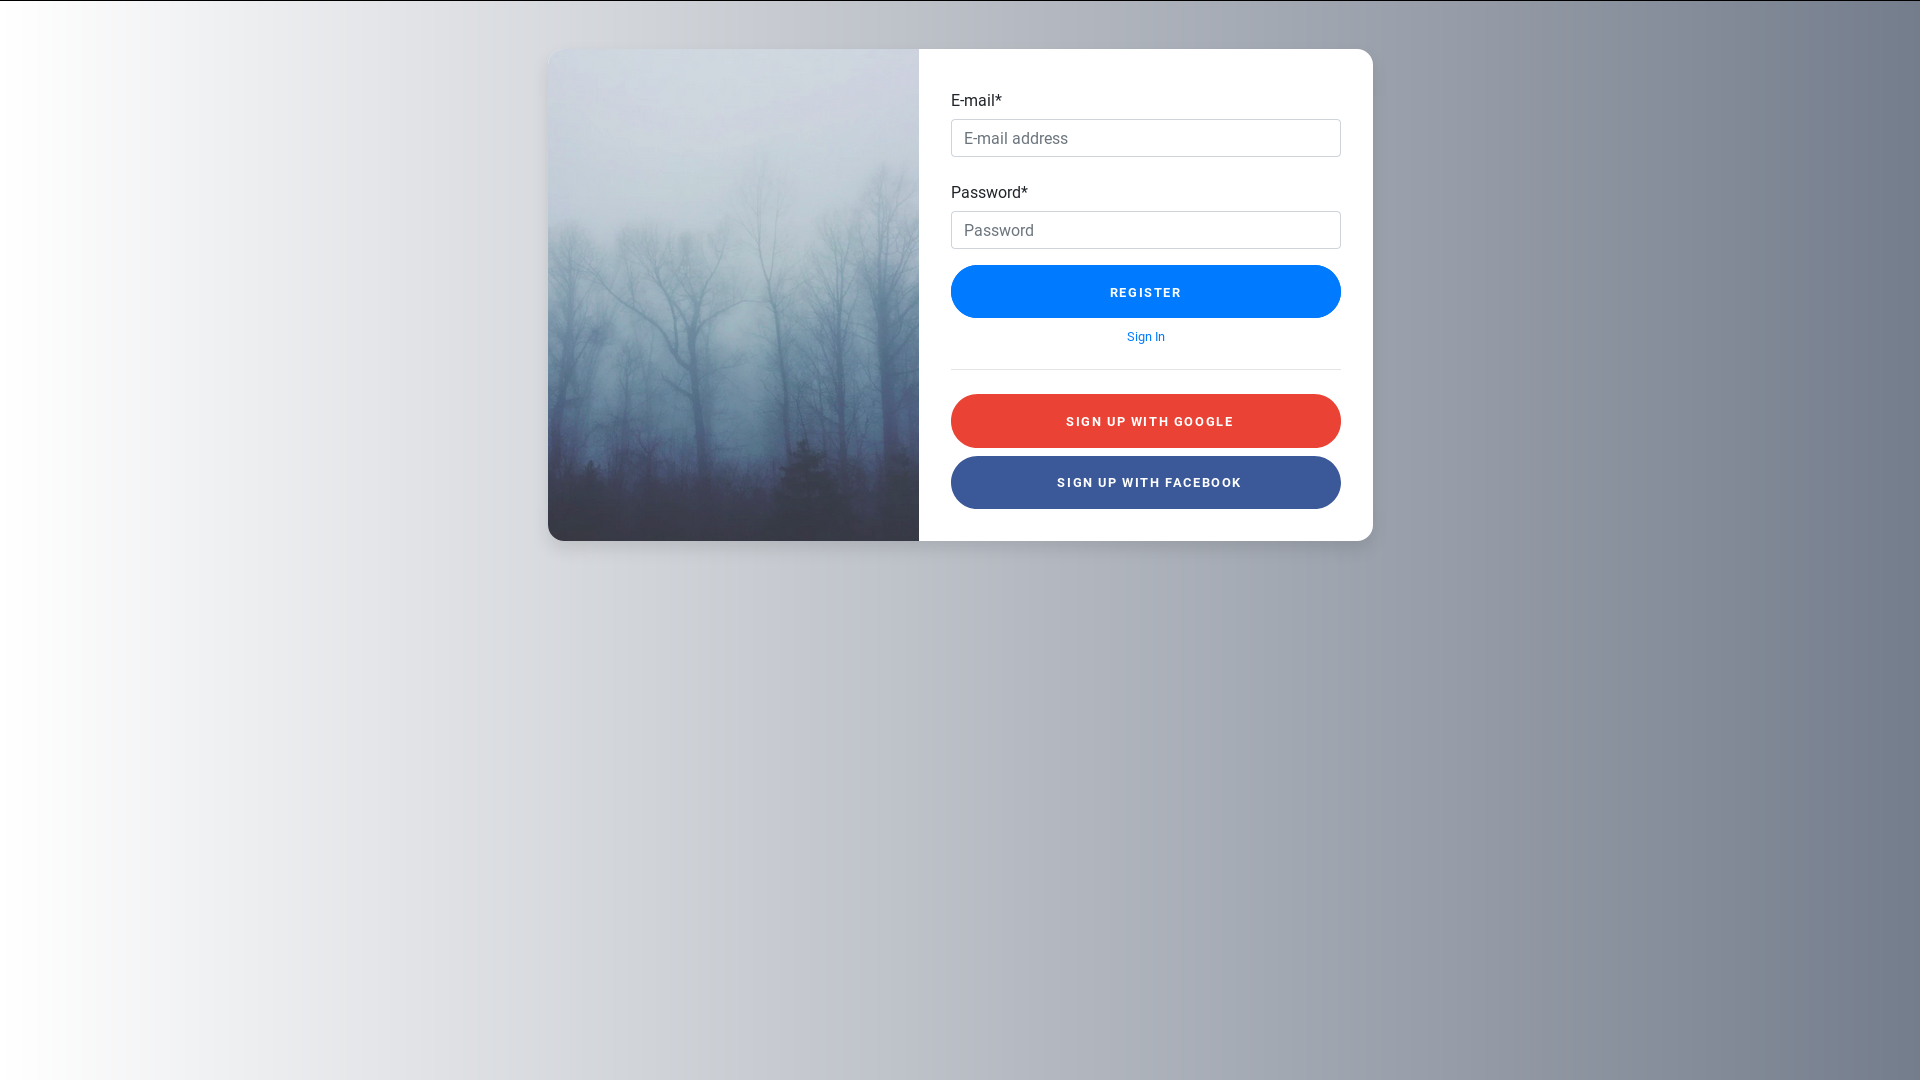 E-mail*
E-mail address
Password*
Password
REGISTER
Sign In
SIGN UP WITH GOOGLE
SIGN UP WITH FACEBOOK